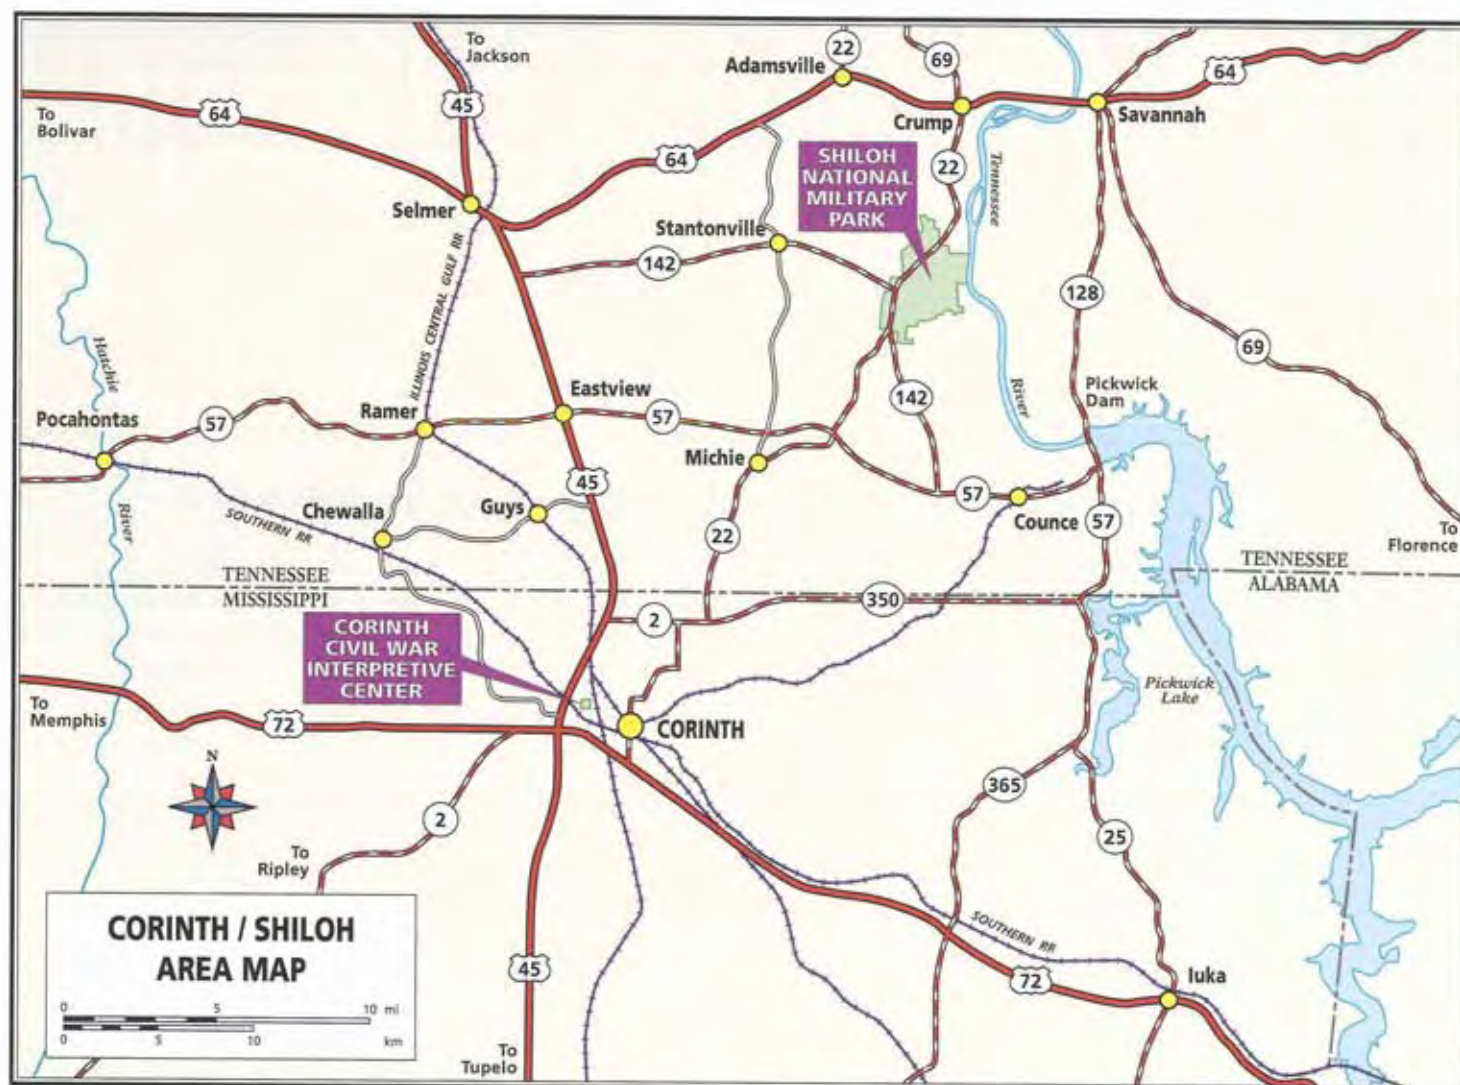 To
Jackson
22
69
Adamsville
64
To
Bolivar
64
45
Crump
Savannah
SHILOH
NATIONAL
MILITARY
PARK
64
22
Tennessee
Selmer
Stantonville
142
ILLINOIS CENTRAL GULF RR
128
69
Hatchie
Eastview
Pickwick
Dam
Pocahontas
57
Ramer
57
142
River
Michie
45
57
Counce
River
SOUTHERN RR
Chewalla
Guys
22
57
To
Florence
TENNESSEE
MISSISSIPPI
TENNESSEE
ALABAMA
350
2
CORINTH
CIVIL WAR
INTERPRETIVE
CENTER
Pickwick
Lake
To
Memphis
72
CORINTH
N
365
2
25
To
Ripley
CORINTH / SHILOH
AREA MAP
0 5 10 mi
0 5 10 km
45
SOUTHERN RR
72
Iuka
To
Tupelo